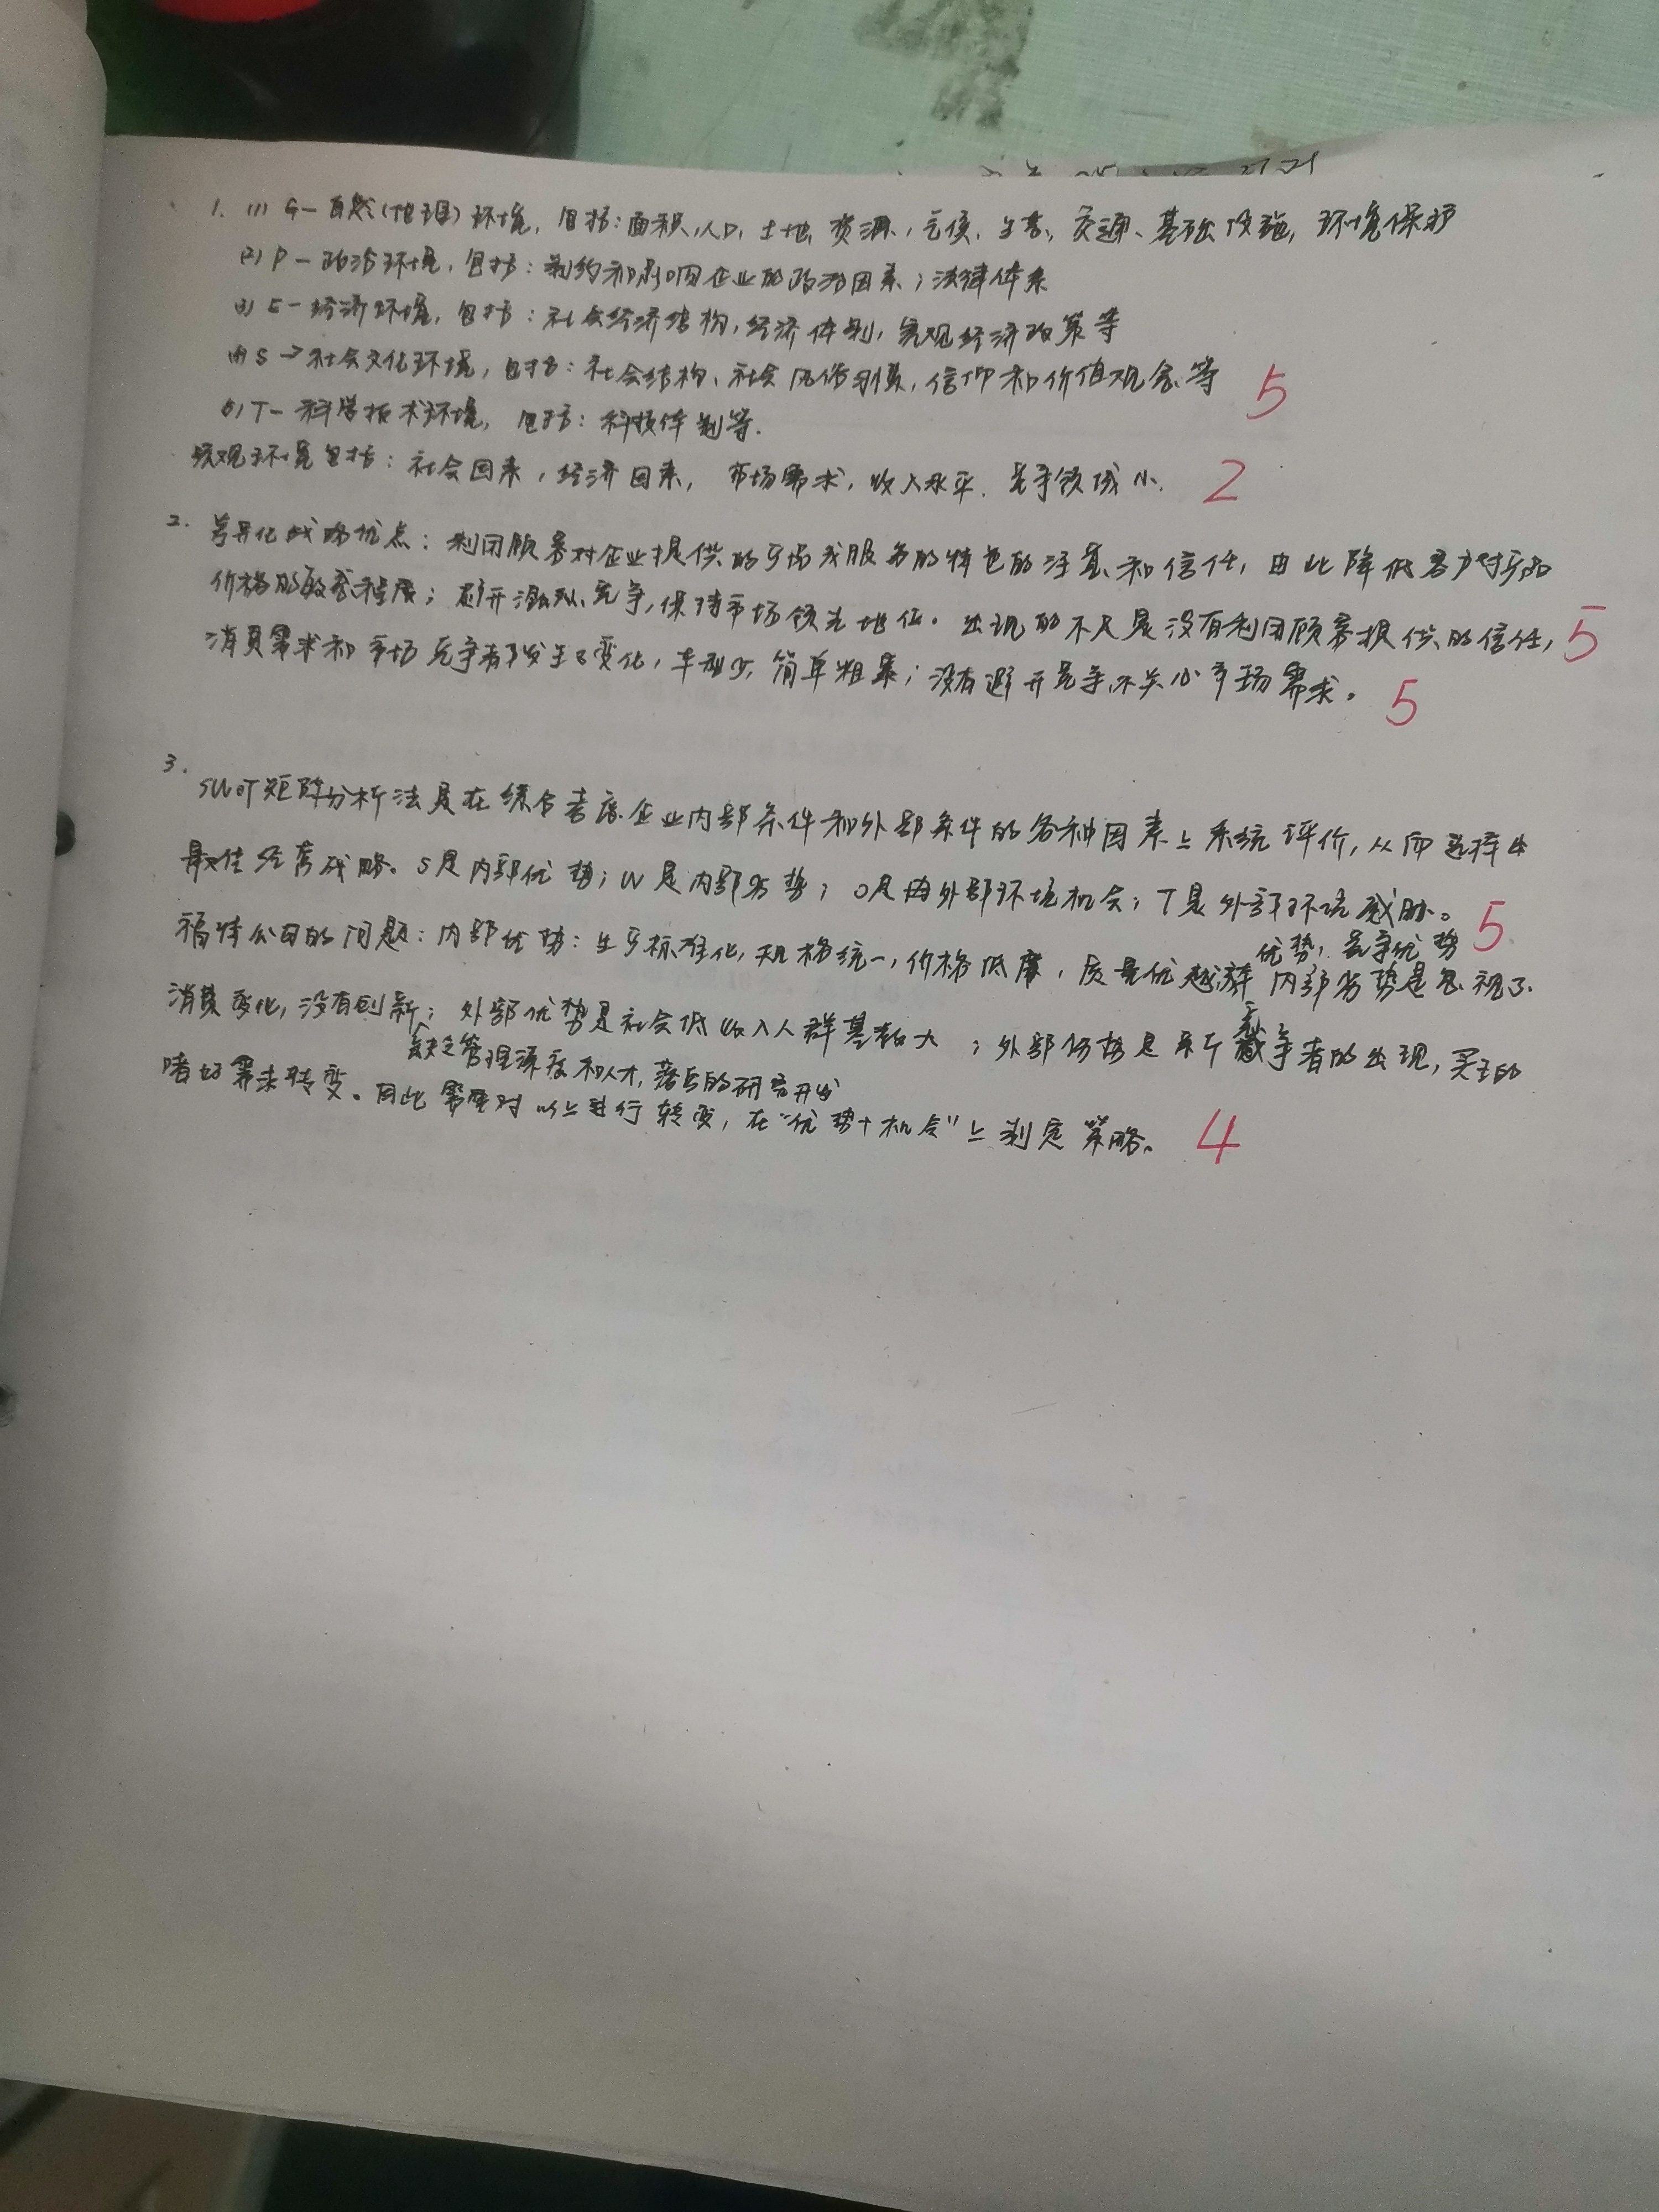 1. (1) G—自然(地理)环境，包括：面积,人口,土地,资源,气侯、生态,交通、基础设施,环境保护
(2) P—政治环境，包括：制约和影响企业的政治因素；法律体系
(3) E—经济环境，包括：社会经济结构,经济体制,宏观经济政策等
(4) S→社会文化环境，包括：社会结构、社会风俗习惯,信仰和价值观念等 5
(5) T—科学技术环境，包括：科技体制等.
微观环境包括：社会因素，经济因素，市场需求,收入水平.竞争领域小. 2
2. 差异化战略优点：利用顾客对企业提供的产品或服务的特色的注意和信任,由此降低客户对产品
价格的敏感程度；避开激烈竞争,保持市场领先地位。出现的不足是没有利用顾客提供的信任, 5
消费需求和市场竞争都发生了变化,车型少,简单粗暴；没有避开竞争,不关心市场需求。 5
3.
SWOT矩阵分析法是在综合考虑企业内部条件和外部条件的各种因素上系统评价,从而选择出
最佳经营战略。S是内部优势；W是内部劣势；O是外部环境机会；T是外部环境威胁。 5
优势,竞争优势
福特公司的问题：内部优势：生产标准化,规格统一,价格低廉，质量优越, 内部劣势是忽视了
消费变化,没有创新；外部优势是社会低收入人群基数大；外部劣势是新竞争者的出现,买主的
缺乏管理深度和人才,落后的研究开发
嗜好需求转变。因此需要对以上进行转变，在“优势+机会”上制定策略。 4